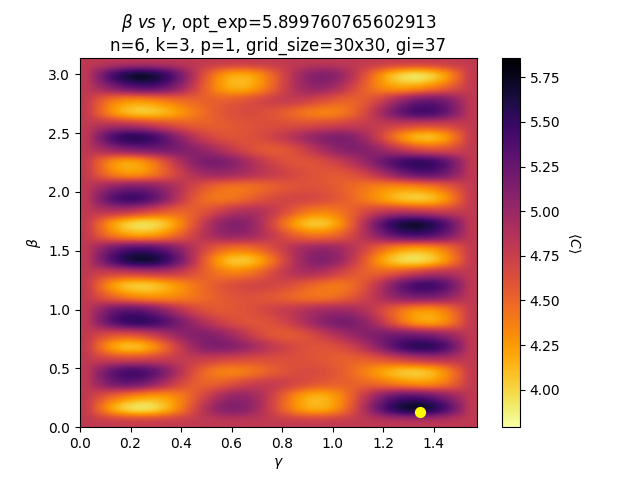 β vs γ, opt_exp=5.899760765602913
n=6, k=3, p=1, grid_size=30x30, gi=37
3.0
2.5
2.0
1.5
1.0
0.5
0.0
β
0.0 0.2 0.4 0.6 0.8 1.0 1.2 1.4
γ
5.75
5.50
5.25
5.00
4.75
4.50
4.25
4.00
⟨C⟩